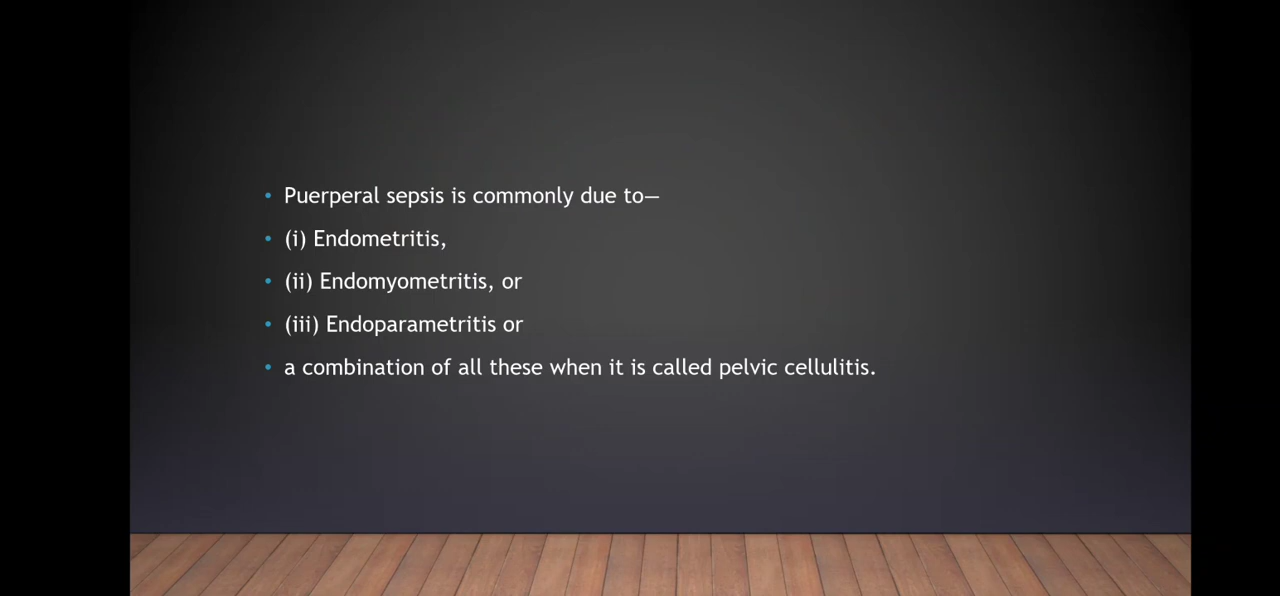 • Puerperal sepsis is commonly due to—
• (i) Endometritis,
• (ii) Endomyometritis, or
• (iii) Endoparametritis or
• a combination of all these when it is called pelvic cellulitis.